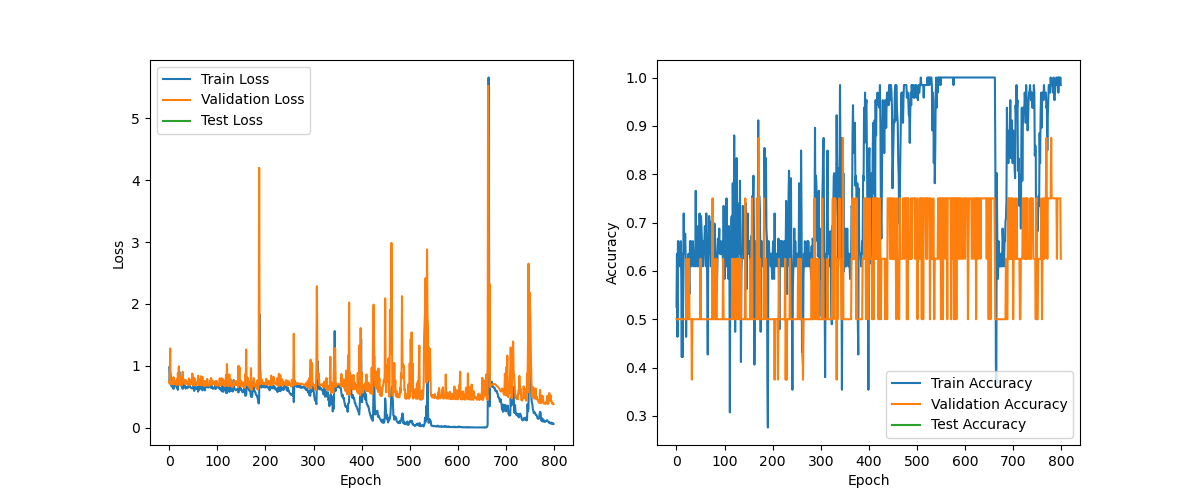 Train Loss
Validation Loss
Test Loss
5
4
3
2
1
0
Loss
0 100 200 300 400 500 600 700 800
Epoch
1.0
0.9
0.8
0.7
0.6
0.5
0.4
0.3
Accuracy
Train Accuracy
Validation Accuracy
Test Accuracy
0 100 200 300 400 500 600 700 800
Epoch